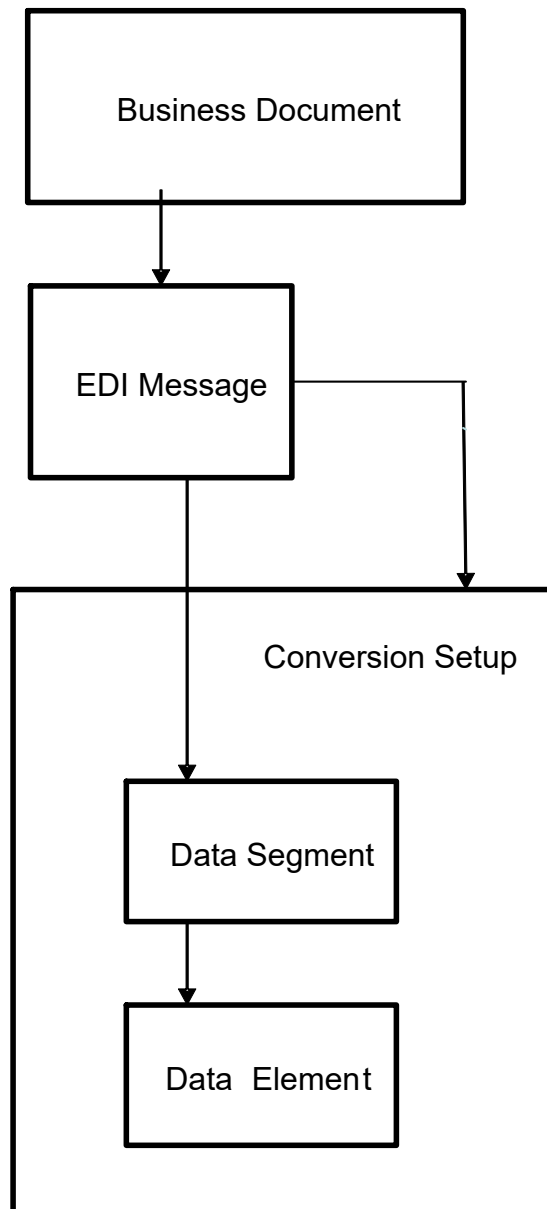 Business Document
EDI Message
Conversion Setup
Data Segment
Data Element